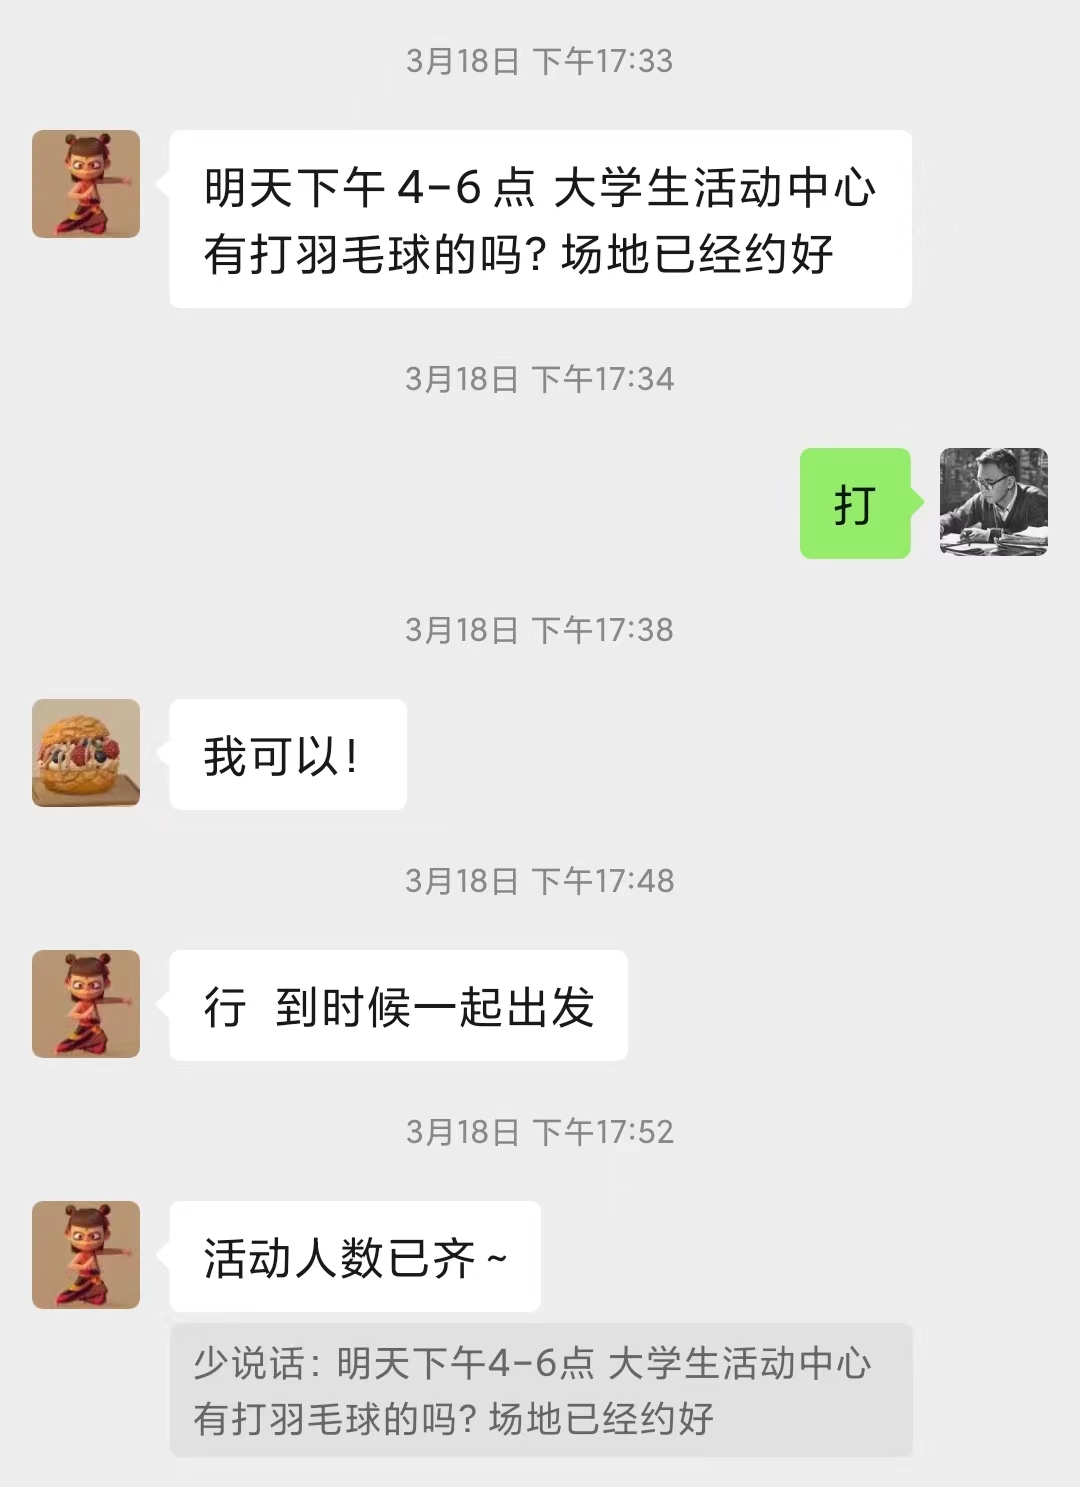 3月18日 下午17:33
明天下午 4-6 点 大学生活动中心
有打羽毛球的吗? 场地已经约好
3月18日 下午17:34
打
3月18日 下午17:38
我可以!
3月18日 下午17:48
行 到时候一起出发
3月18日 下午17:52
活动人数已齐 ~
少说话: 明天下午4-6点 大学生活动中心
有打羽毛球的吗? 场地已经约好